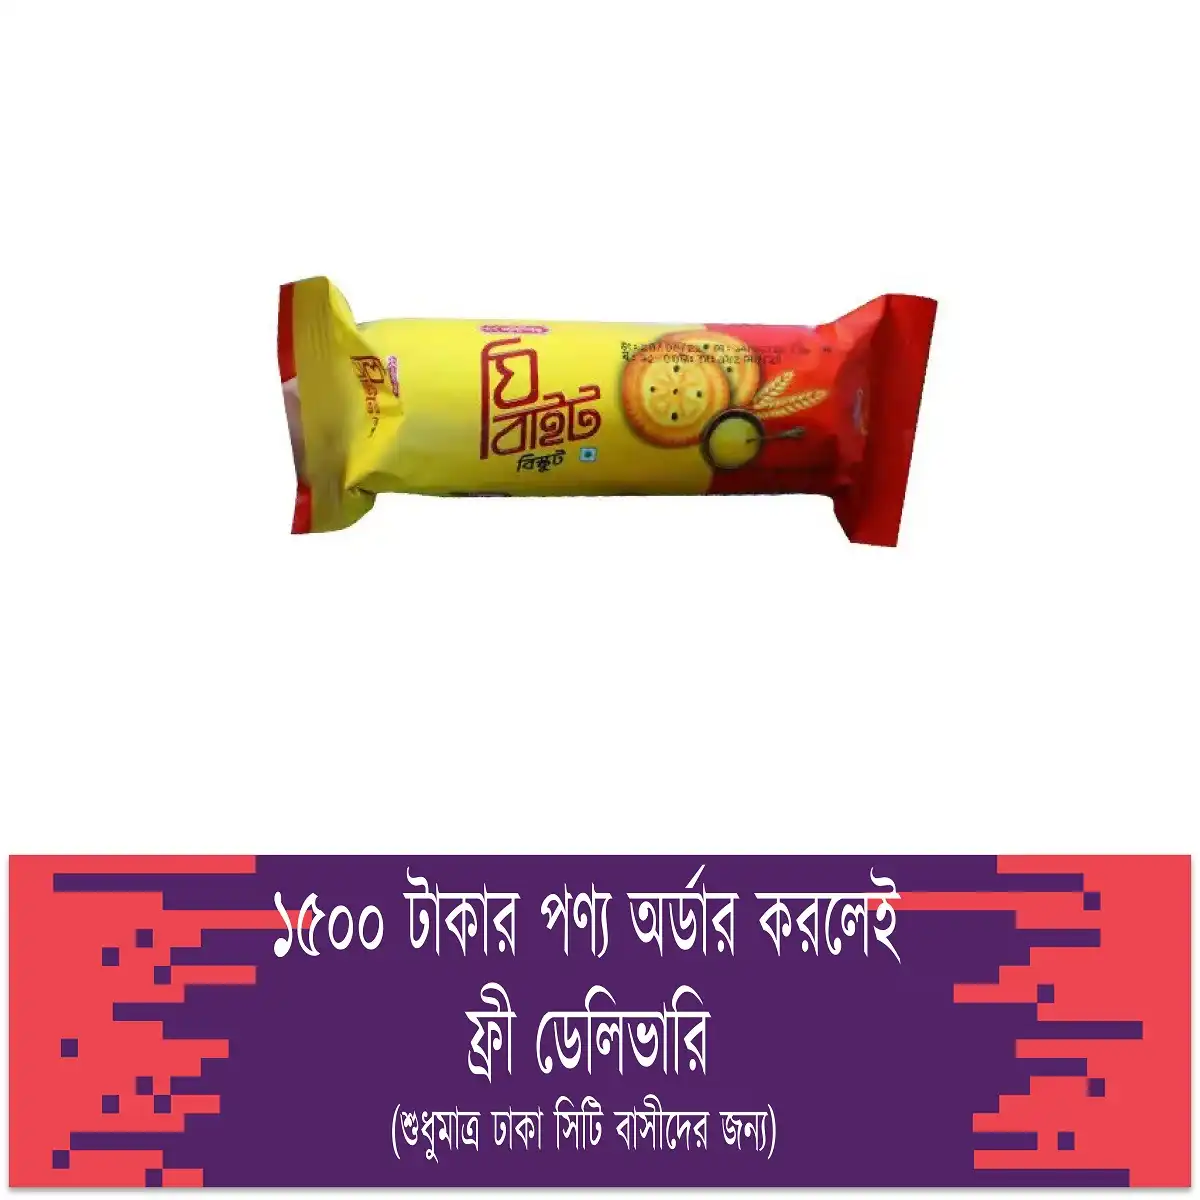 ঘি
বাইট
বিস্কুট
১৫০০ টাকার পণ্য অর্ডার করলেই
ফ্রী ডেলিভারি
(শুধুমাত্র ঢাকা সিটি বাসীদের জন্য)